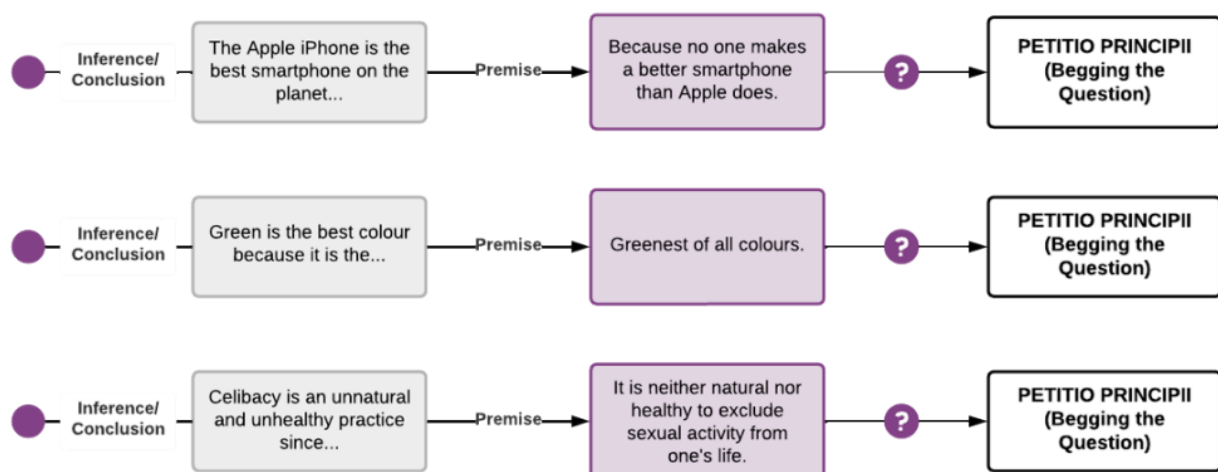 Inference/
Conclusion
The Apple iPhone is the
best smartphone on the
planet...
Premise
Because no one makes
a better smartphone
than Apple does.
?
PETITIO PRINCIPII
(Begging the
Question)
Inference/
Conclusion
Green is the best colour
because it is the...
Premise
Greenest of all colours.
?
PETITIO PRINCIPII
(Begging the
Question)
Inference/
Conclusion
Celibacy is an unnatural
and unhealthy practice
since...
Premise
It is neither natural nor
healthy to exclude
sexual activity from
one's life.
?
PETITIO PRINCIPII
(Begging the
Question)